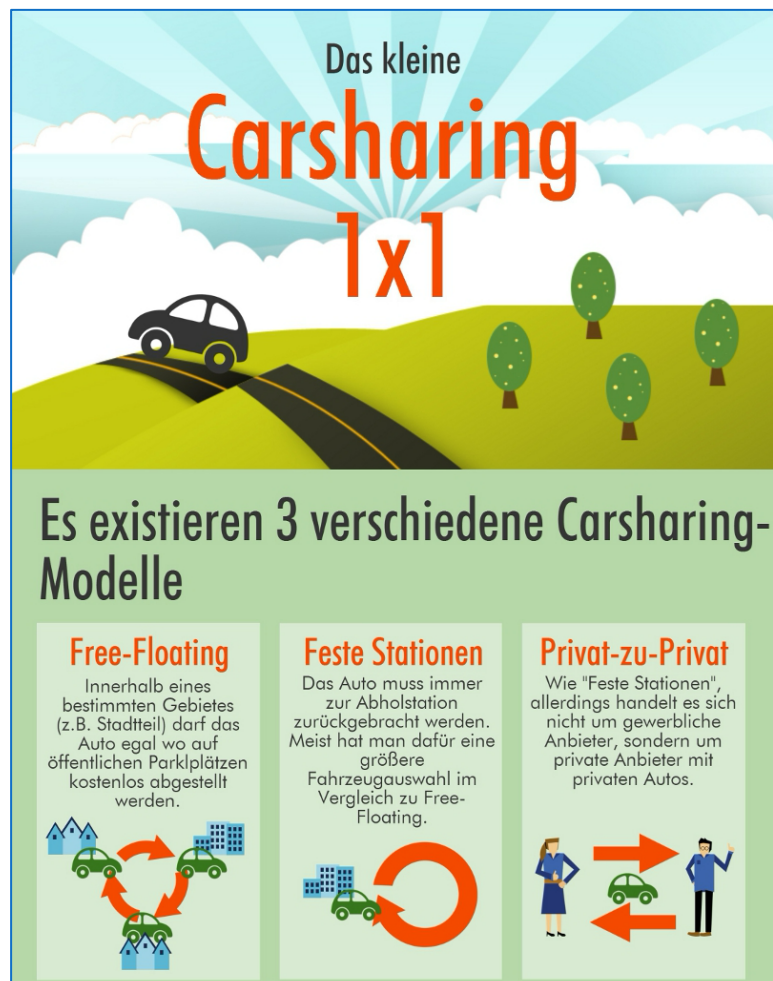 Das kleine
Carsharing
1x1
Es existieren 3 verschiedene Carsharing-
Modelle
Free-Floating
Innerhalb eines
bestimmten Gebietes
(z.B. Stadtteil) darf das
Auto egal wo auf
öffentlichen Parklplätzen
kostenlos abgestellt
werden.
Feste Stationen
Das Auto muss immer
zur Abholstation
zurückgebracht werden.
Meist hat man dafür eine
größere
Fahrzeugauswahl im
Vergleich zu Free-
Floating.
Privat-zu-Privat
Wie "Feste Stationen",
allerdings handelt es sich
nicht um gewerbliche
Anbieter, sondern um
private Anbieter mit
privaten Autos.